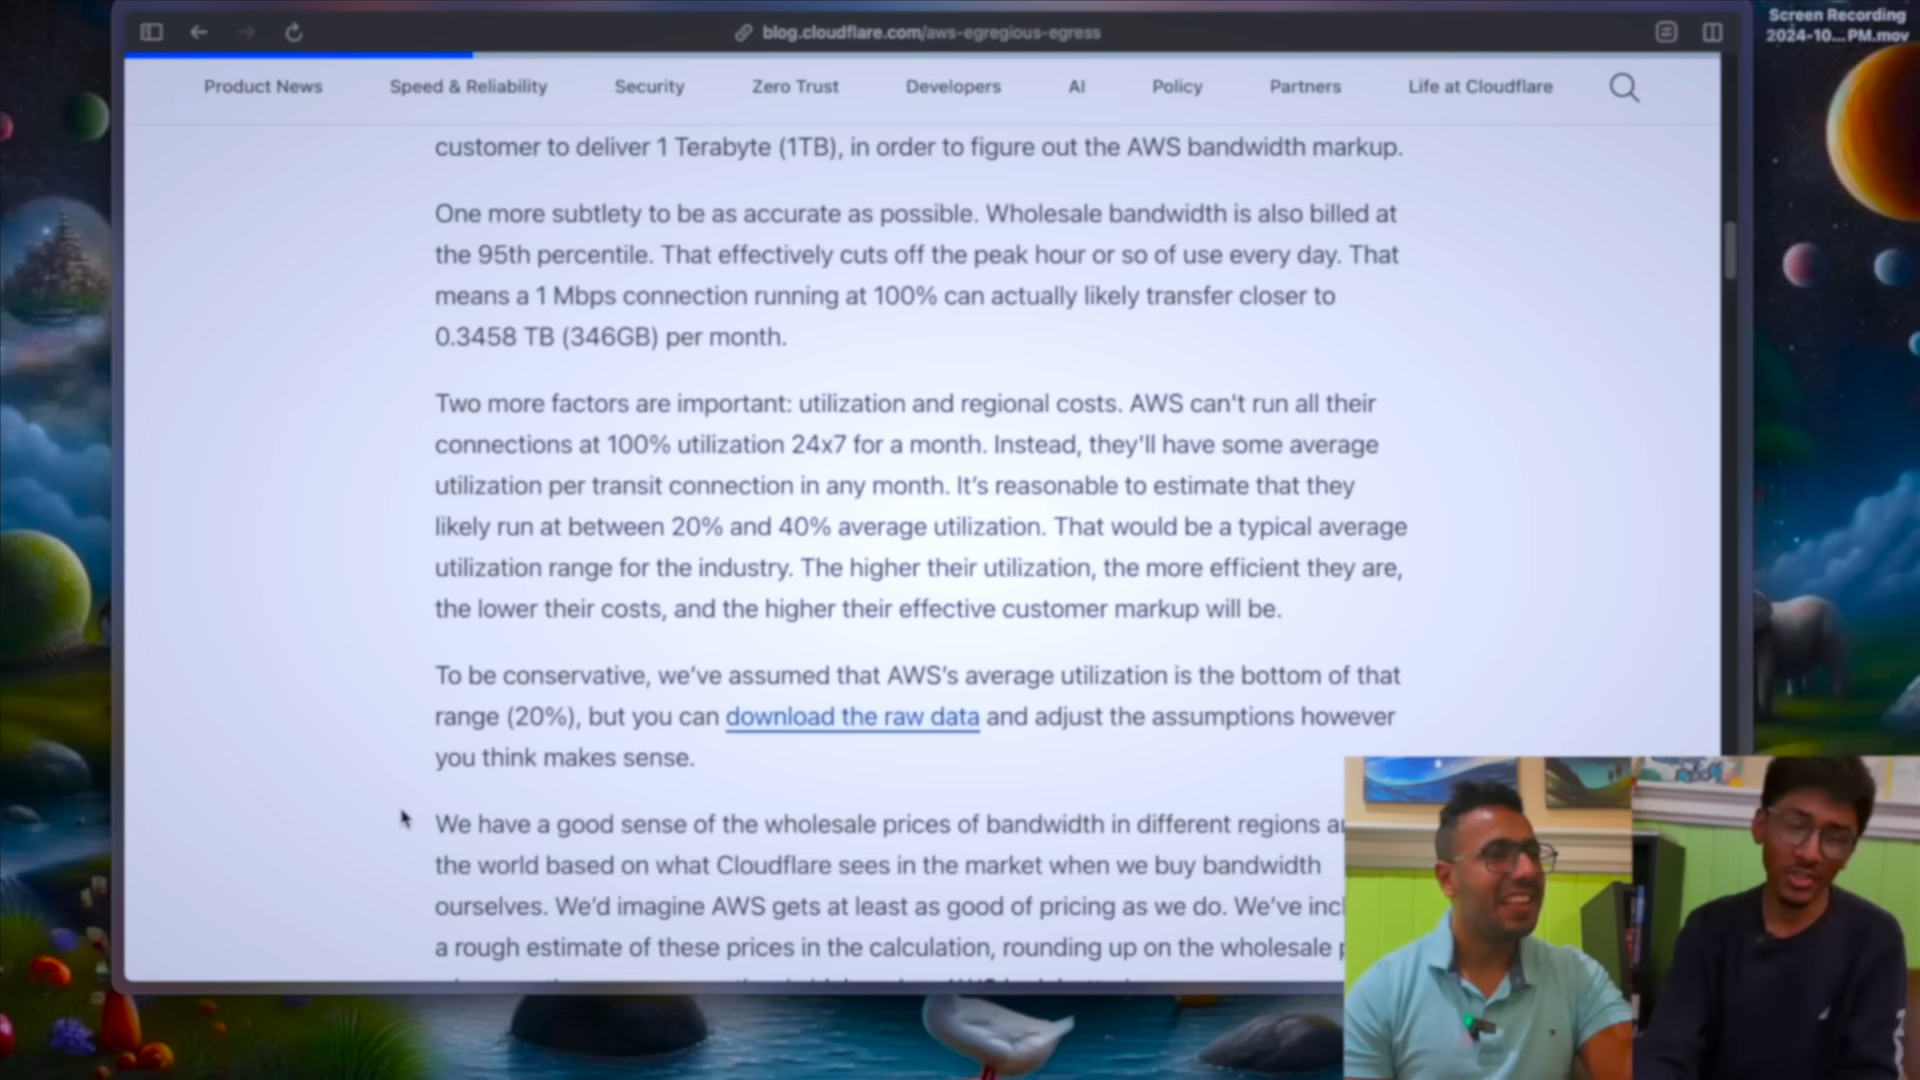 Screen Recording
2024-10...PM.mov
blog.cloudflare.com/aws-egregious-egress
Product News Speed & Reliability Security Zero Trust Developers AI Policy Partners Life at Cloudflare
customer to deliver 1 Terabyte (1TB), in order to figure out the AWS bandwidth markup.
One more subtlety to be as accurate as possible. Wholesale bandwidth is also billed at
the 95th percentile. That effectively cuts off the peak hour or so of use every day. That
means a 1 Mbps connection running at 100% can actually likely transfer closer to
0.3458 TB (346GB) per month.
Two more factors are important: utilization and regional costs. AWS can't run all their
connections at 100% utilization 24x7 for a month. Instead, they'll have some average
utilization per transit connection in any month. It’s reasonable to estimate that they
likely run at between 20% and 40% average utilization. That would be a typical average
utilization range for the industry. The higher their utilization, the more efficient they are,
the lower their costs, and the higher their effective customer markup will be.
To be conservative, we’ve assumed that AWS’s average utilization is the bottom of that
range (20%), but you can download the raw data and adjust the assumptions however
you think makes sense.
We have a good sense of the wholesale prices of bandwidth in different regions
the world based on what Cloudflare sees in the market when we buy bandwidth
ourselves. We’d imagine AWS gets at least as good of pricing as we do. We’ve
a rough estimate of these prices in the calculation, rounding up on the wholesale